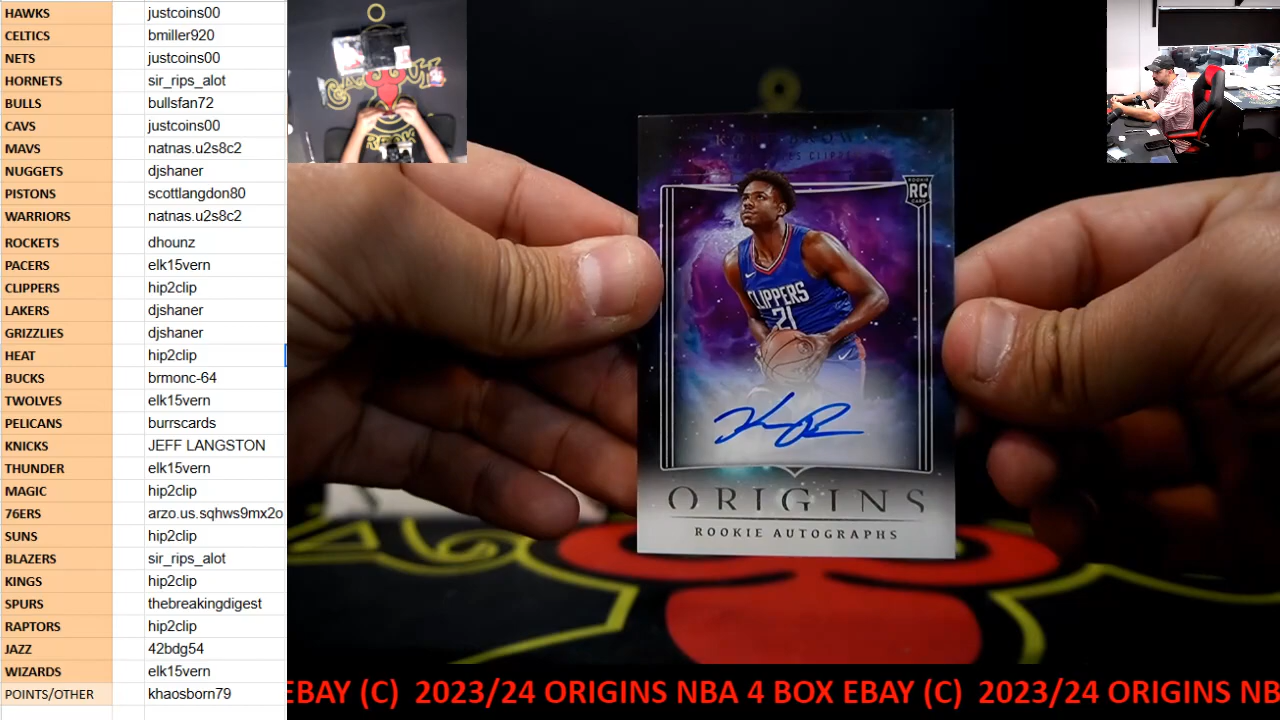 HAWKS justcoins00
CELTICS bmiller920
NETS justcoins00
HORNETS sir_rips_alot
BULLS bullsfan72
CAVS justcoins00
MAVS natnas.u2s8c2
NUGGETS djshaner
PISTONS scottlangdon80
WARRIORS natnas.u2s8c2
ROCKETS dhounz
PACERS elk15vern
CLIPPERS hip2clip
LAKERS djshaner
GRIZZLIES djshaner
HEAT hip2clip
BUCKS brmonc-64
TWOLVES elk15vern
PELICANS burrscards
KNICKS JEFF LANGSTON
THUNDER elk15vern
MAGIC hip2clip
76ERS arzo.us.sqhws9mx2o
SUNS hip2clip
BLAZERS sir_rips_alot
KINGS hip2clip
SPURS thebreakingdigest
RAPTORS hip2clip
JAZZ 42bdg54
WIZARDS elk15vern
POINTS/OTHER khaosborn79
ROOKIE
RC
CARD
CLIPPERS
21
ORIGINS
ROOKIE AUTOGRAPHS
EBAY (C) 2023/24 ORIGINS NBA 4 BOX EBAY (C) 2023/24 ORIGINS NB